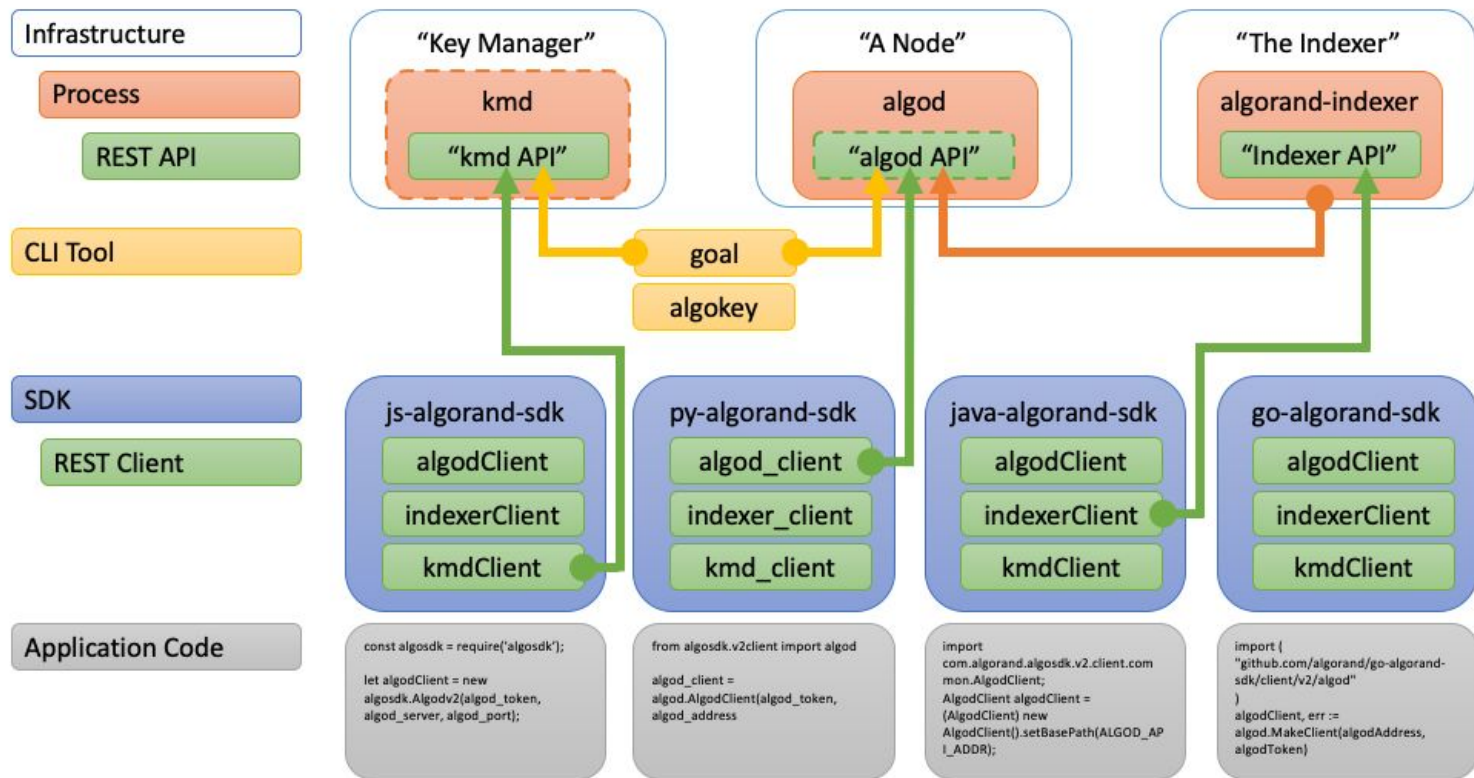 Infrastructure
"Key Manager"
"A Node"
"The Indexer"
Process
kmd
algod
algorand-indexer
REST API
"kmd API"
"algod API"
"Indexer API"
CLI Tool
goal
algokey
SDK
js-algorand-sdk
py-algorand-sdk
java-algorand-sdk
go-algorand-sdk
REST Client
algodClient
algod_client
algodClient
algodClient
indexerClient
indexer_client
indexerClient
indexerClient
kmdClient
kmd_client
kmdClient
kmdClient
Application Code
const algosdk = require('algosdk');
let algodClient = new
algosdk.Algodv2(algod_token,
algod_server, algod_port);
from algosdk.v2client import algod
algod_client =
algod.AlgodClient(algod_token,
algod_address
import
com.algorand.algosdk.v2.client.com
mon.AlgodClient;
AlgodClient algodClient =
(AlgodClient) new
AlgodClient().setBasePath(ALGOD_AP
I_ADDR);
import (
"github.com/algorand/go-algorand-
sdk/client/v2/algod"
)
algodClient, err :=
algod.MakeClient(algodAddress,
algodToken)